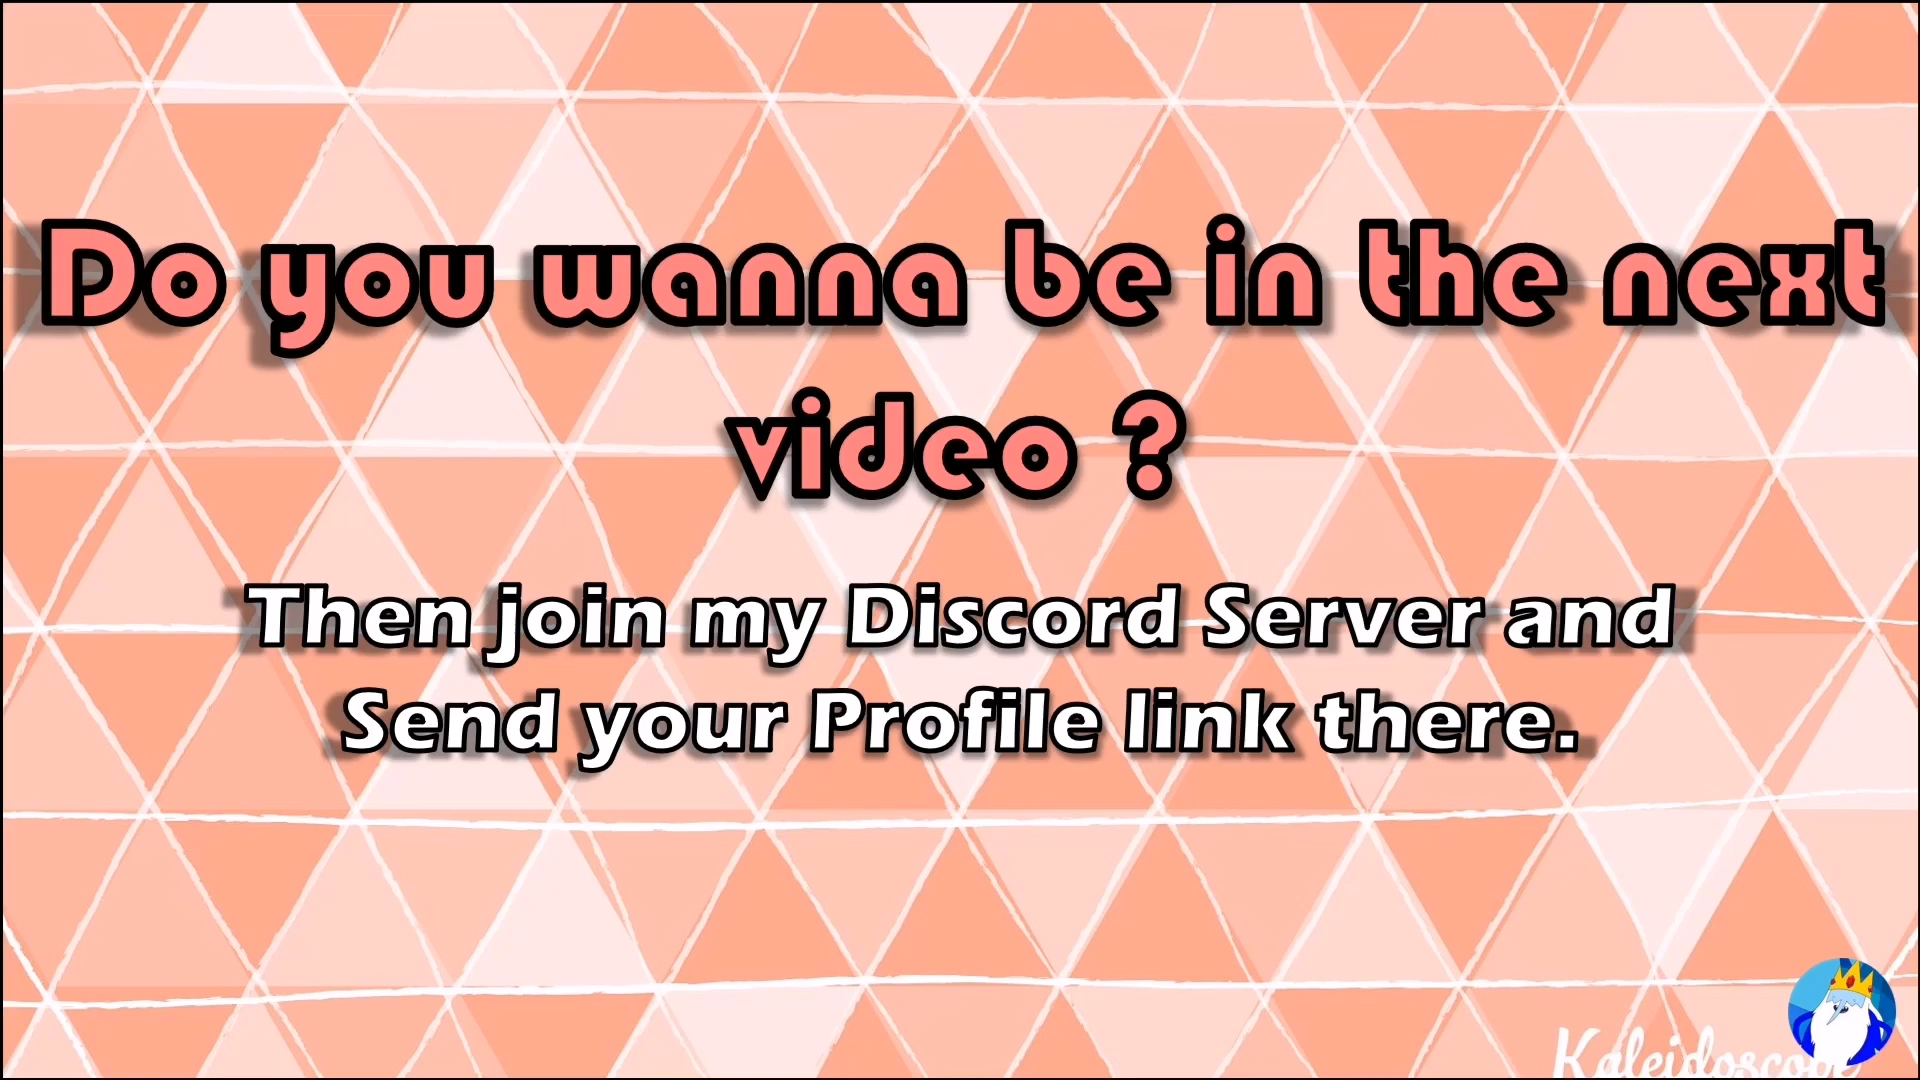 Do you wanna be in the next
video ?
Then join my Discord Server and
Send your Profile link there.
Kaleidoscope